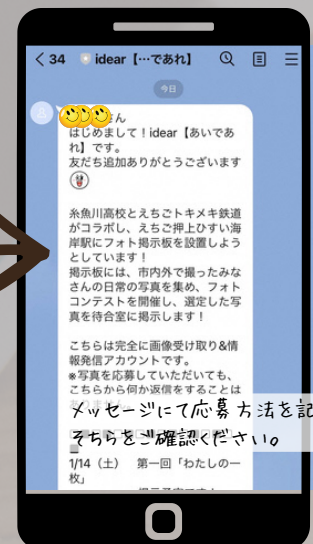 34 idear【…であれ】
今日
さん
はじめまして！idear【あいであ
れ】です。
友だち追加ありがとうございます
糸魚川高校とえちごトキメキ鉄道
がコラボし、えちご押上ひすい海
岸駅にフォト掲示板を設置しよう
としています！
掲示板には、市内外で撮ったみな
さんの日常の写真を集め、フォト
コンテストを開催し、選定した写
真を待合室に掲示します！
こちらは完全に画像受け取り&情
報発信アカウントです。
※写真を応募していただいても、
こちらから何か返信をすることは
メッセージにて応募方法を記
そちらをご確認ください。
1/14（土） 第一回「わたしの一
枚」